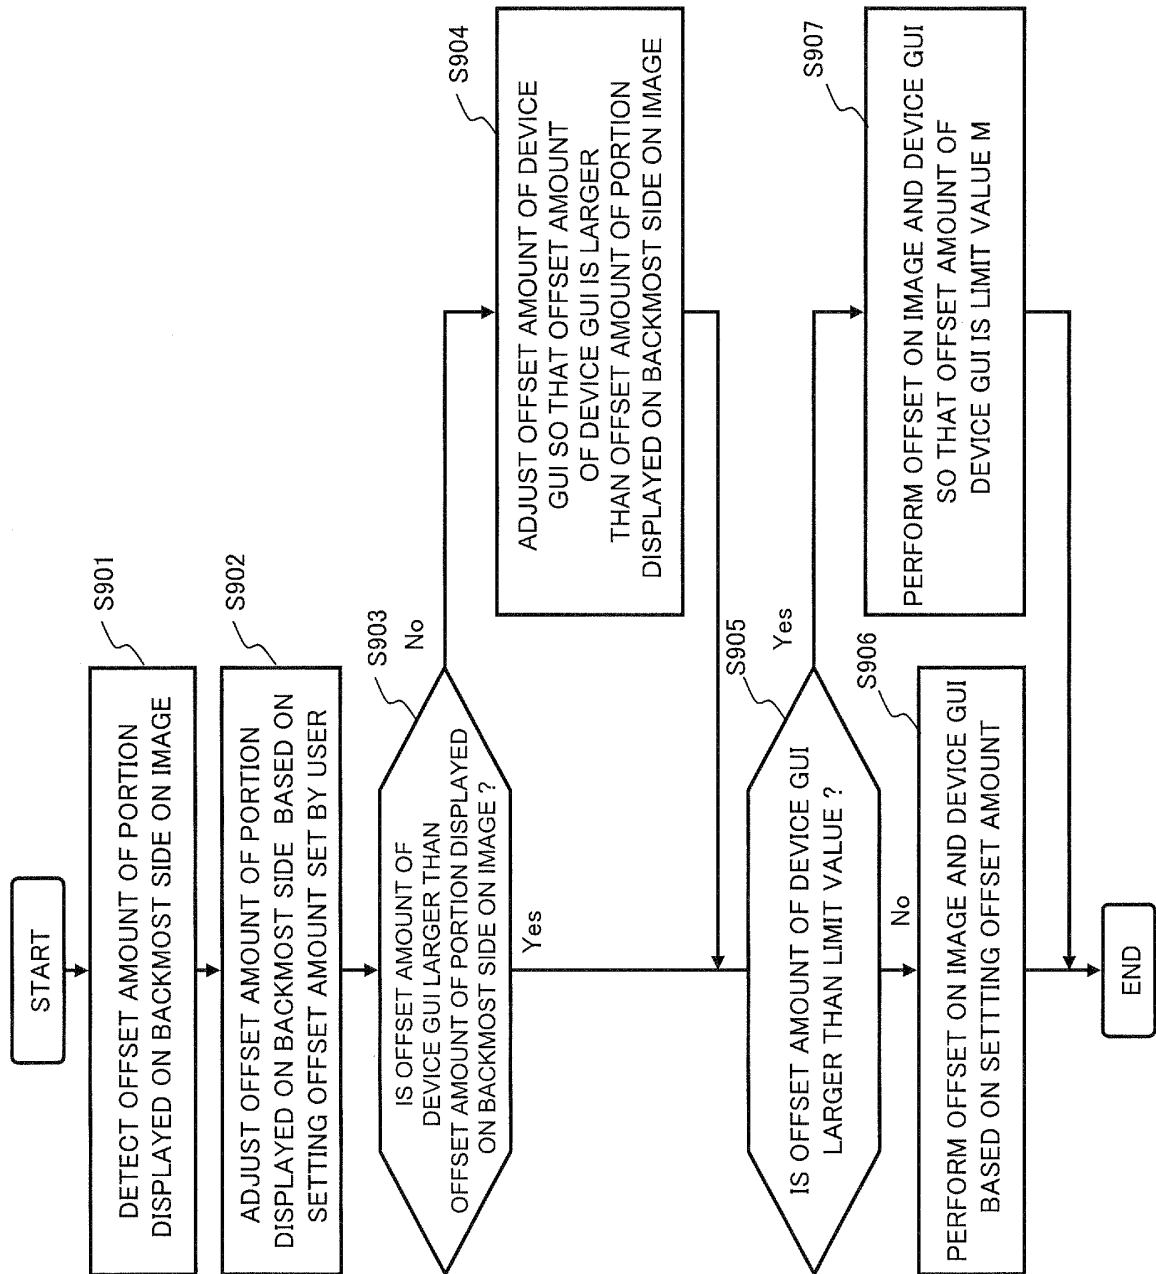 START
S901
DETECT OFFSET AMOUNT OF PORTION
DISPLAYED ON BACKMOST SIDE ON IMAGE
S902
ADJUST OFFSET AMOUNT OF PORTION
DISPLAYED ON BACKMOST SIDE BASED ON
SETTING OFFSET AMOUNT SET BY USER
S903
IS OFFSET AMOUNT OF
DEVICE GUI LARGER THAN
OFFSET AMOUNT OF PORTION DISPLAYED
ON BACKMOST SIDE ON IMAGE ?
No
Yes
S904
ADJUST OFFSET AMOUNT OF DEVICE
GUI SO THAT OFFSET AMOUNT
OF DEVICE GUI IS LARGER
THAN OFFSET AMOUNT OF PORTION
DISPLAYED ON BACKMOST SIDE ON IMAGE
S905
IS OFFSET AMOUNT OF DEVICE GUI
LARGER THAN LIMIT VALUE ?
Yes
No
S906
PERFORM OFFSET ON IMAGE AND DEVICE GUI
BASED ON SETTTING OFFSET AMOUNT
S907
PERFORM OFFSET ON IMAGE AND DEVICE GUI
SO THAT OFFSET AMOUNT OF
DEVICE GUI IS LIMIT VALUE M
END